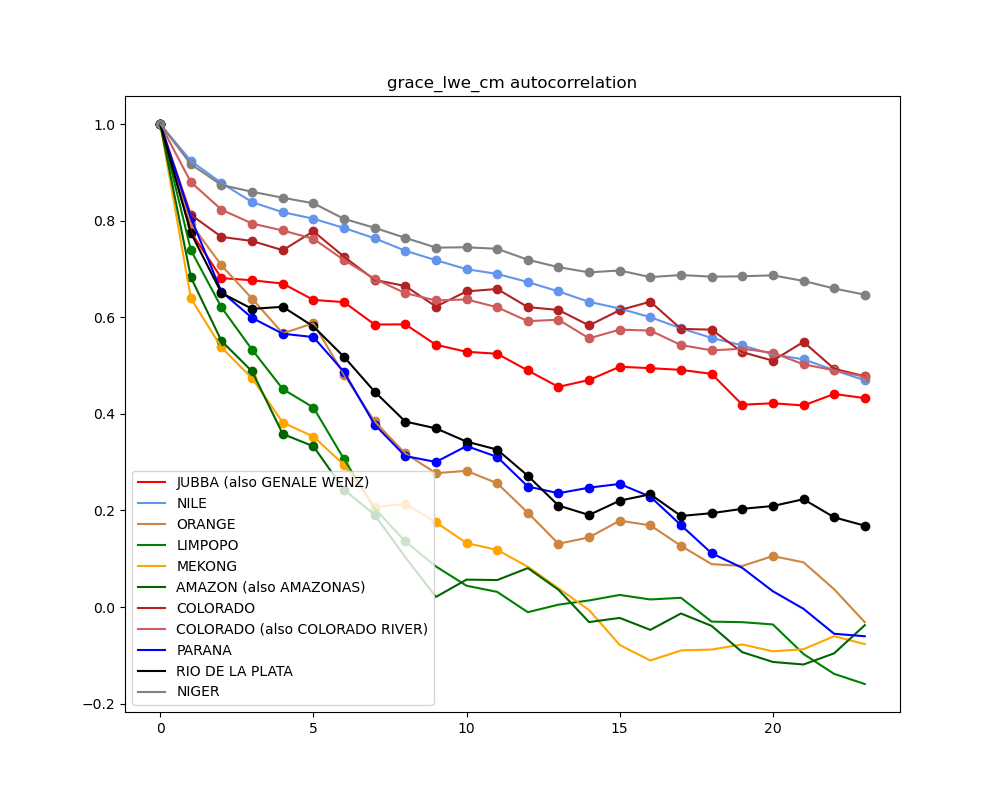 grace_lwe_cm autocorrelation
1.0
0.8
0.6
0.4
0.2
0.0
−0.2
JUBBA (also GENALE WENZ)
NILE
ORANGE
LIMPOPO
MEKONG
AMAZON (also AMAZONAS)
COLORADO
COLORADO (also COLORADO RIVER)
PARANA
RIO DE LA PLATA
NIGER
0 5 10 15 20